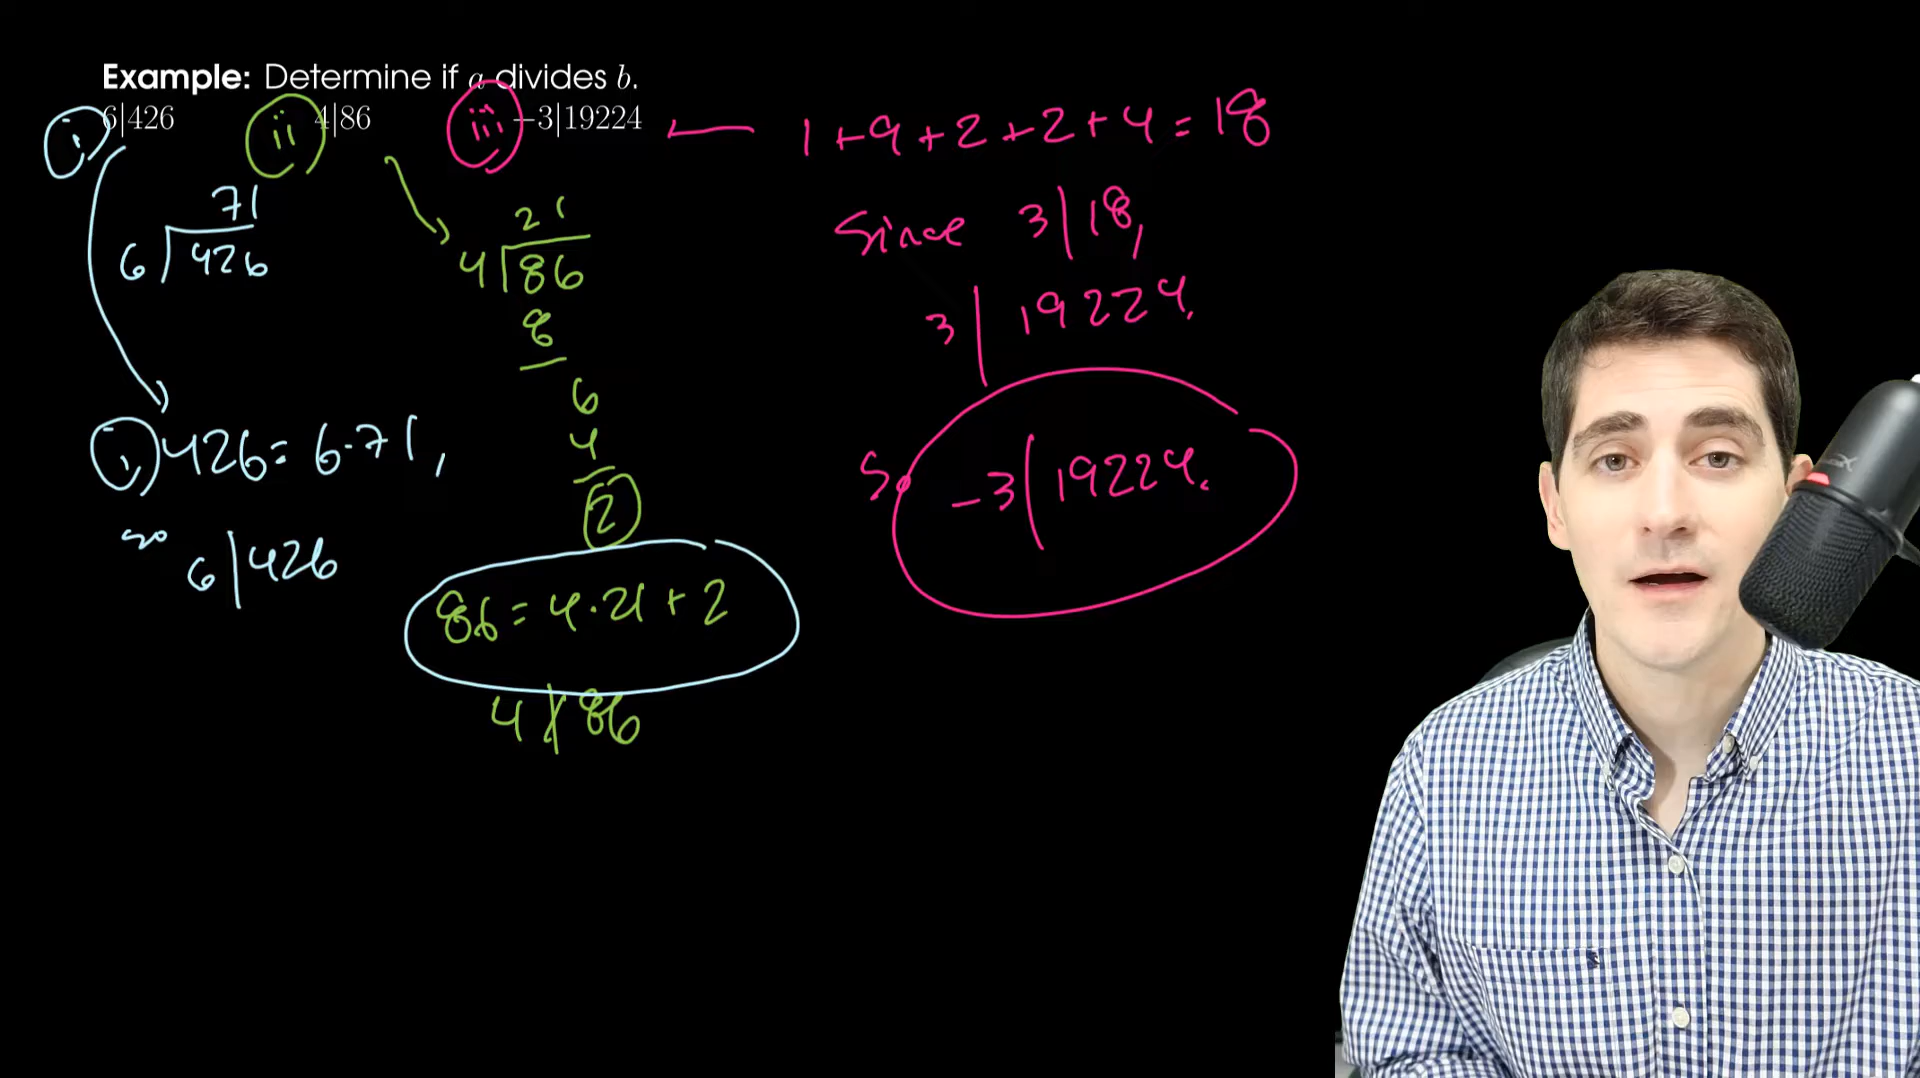 Example: Determine if a divides b.
i 6|426 ii 4|86 iii −3|19224
1+9+2+2+4=18
71
6 426
21
4 86
8
6
4
2
Since 3|18,
3|19224.
So −3|19224.
i 426=6·71,
so 6|426
86=4·21+2
4∤86